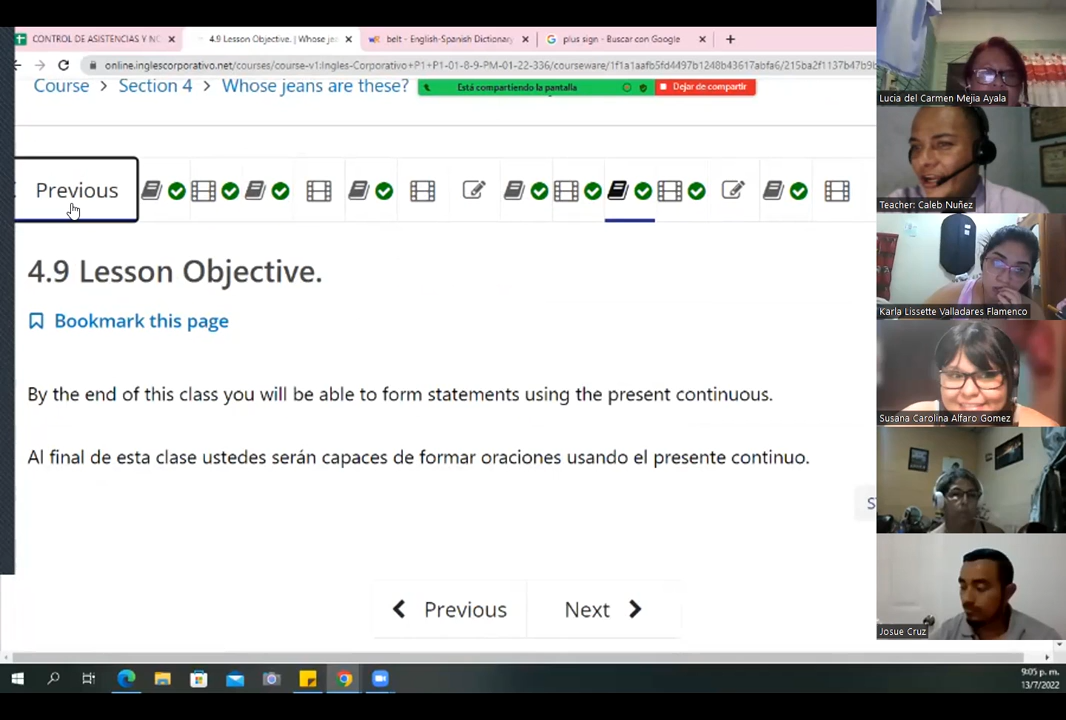 CONTROL DE ASISTENCIAS Y NO
4.9 Lesson Objective. | Whose je
belt - English-Spanish Dictionary
plus sign - Buscar con Google
online.inglescorporativo.net/courses/course-v1:Ingles-Corporativo+P1+P1-01-8-9-PM-01-22-336/courseware/
Course > Section 4 > Whose jeans are these?
Está compartiendo la pantalla
Dejar de compartir
Previous
4.9 Lesson Objective.
Bookmark this page
By the end of this class you will be able to form statements using the present continuous.
Al final de esta clase ustedes serán capaces de formar oraciones usando el presente continuo.
Previous
Next
Lucia del Carmen Mejia Ayala
Teacher: Caleb Nuñez
Karla Lissette Valladares Flamenco
Susana Carolina Alfaro Gomez
Josue Cruz
9:05 p. m.
13/7/2022